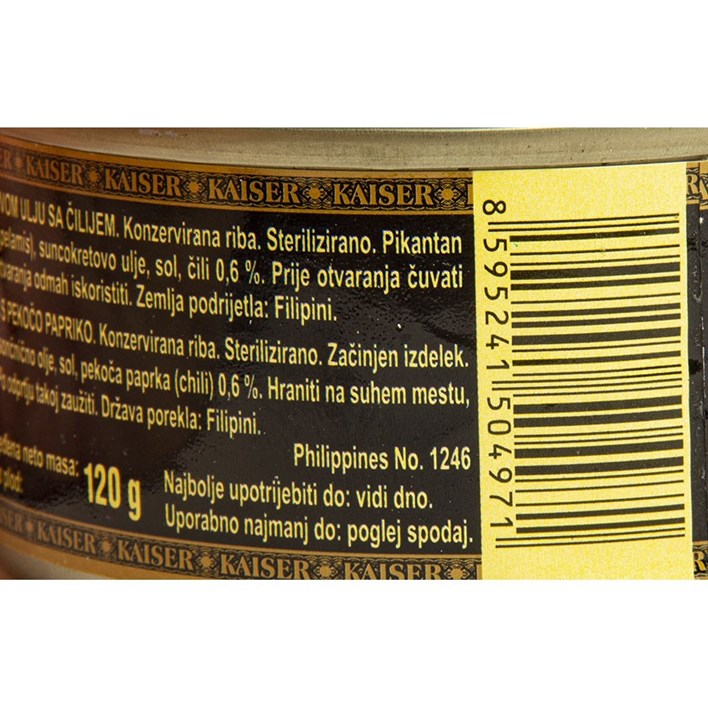 KAISER KAISER KAISER KAISER
ULJU SA ČILIJEM. Konzervirana riba. Sterilizirano. Pikantan
suncokretovo ulje, sol, čili 0,6 %. Prije otvaranja čuvati
odmah iskoristiti. Zemlja podrijetla: Filipini.
S PEKOČO PAPRIKO. Konzervirana riba. Sterilizirano. Začinjen izdelek.
olje, sol, pekoča paprka (chili) 0,6 %. Hraniti na suhem mestu,
takoj zaužiti. Država porekla: Filipini.
Philippines No. 1246
neto masa: 120 g
plod:
Najbolje upotrijebiti do: vidi dno.
Uporabno najmanj do: poglej spodaj.
KAISER KAISER KAISER KAISER
8 595241 504971